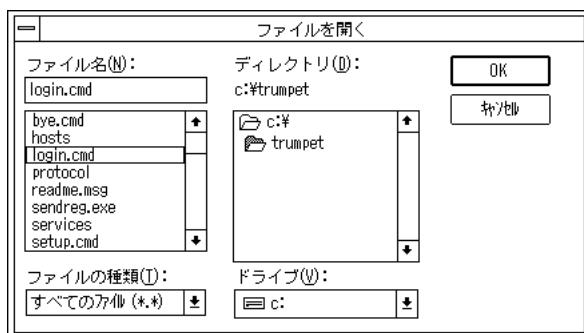 ファイルを開く
ファイル名(N):
login.cmd
bye.cmd
hosts
login.cmd
protocol
readme.msg
sendreg.exe
services
setup.cmd
ファイルの種類(T):
すべてのﾌｧｲﾙ (*.*)
ディレクトリ(D):
c:¥trumpet
c:¥
trumpet
ドライブ(V):
c:
OK
ｷｬﾝｾﾙ